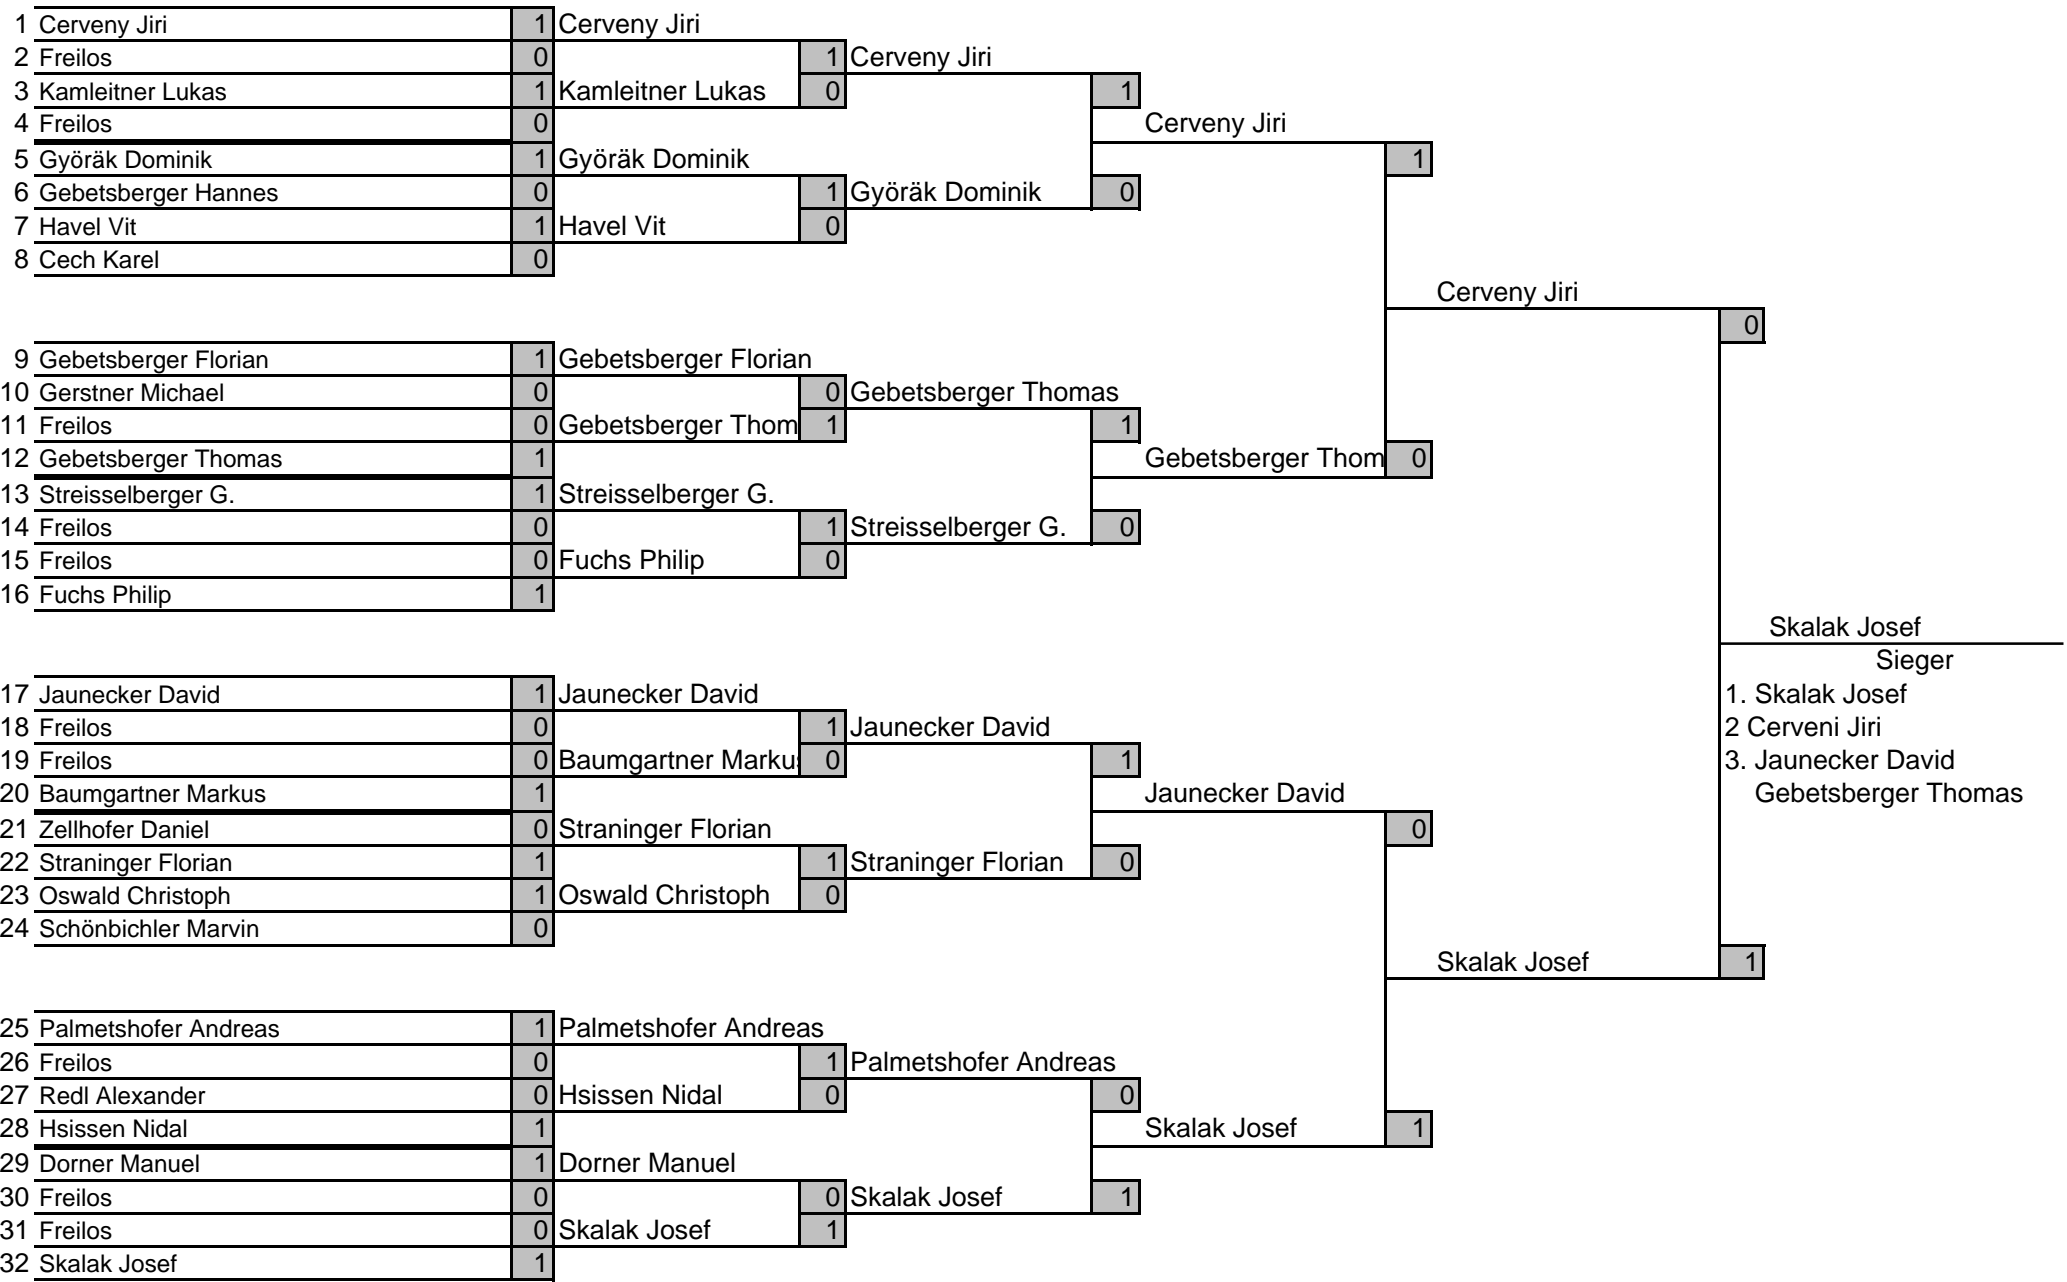 1 Cerveny Jiri 1 Cerveny Jiri
2 Freilos 0 1 Cerveny Jiri
3 Kamleitner Lukas 1 Kamleitner Lukas 0 1
4 Freilos 0 Cerveny Jiri
5 Györäk Dominik 1 Györäk Dominik 1
6 Gebetsberger Hannes 0 1 Györäk Dominik 0
7 Havel Vit 1 Havel Vit 0
8 Cech Karel 0
Cerveny Jiri
0
9 Gebetsberger Florian 1 Gebetsberger Florian
10 Gerstner Michael 0 0 Gebetsberger Thomas
11 Freilos 0 Gebetsberger Thom 1 1
12 Gebetsberger Thomas 1 Gebetsberger Thom 0
13 Streisselberger G. 1 Streisselberger G.
14 Freilos 0 1 Streisselberger G. 0
15 Freilos 0 Fuchs Philip 0
16 Fuchs Philip 1
Skalak Josef
Sieger
17 Jaunecker David 1 Jaunecker David 1. Skalak Josef
18 Freilos 0 1 Jaunecker David 2 Cerveni Jiri
19 Freilos 0 Baumgartner Markus 0 1 3. Jaunecker David
20 Baumgartner Markus 1 Jaunecker David Gebetsberger Thomas
21 Zellhofer Daniel 0 Straninger Florian 0
22 Straninger Florian 1 1 Straninger Florian 0
23 Oswald Christoph 1 Oswald Christoph 0
24 Schönbichler Marvin 0
Skalak Josef 1
25 Palmetshofer Andreas 1 Palmetshofer Andreas
26 Freilos 0 1 Palmetshofer Andreas
27 Redl Alexander 0 Hsissen Nidal 0 0
28 Hsissen Nidal 1 Skalak Josef 1
29 Dorner Manuel 1 Dorner Manuel
30 Freilos 0 0 Skalak Josef 1
31 Freilos 0 Skalak Josef 1
32 Skalak Josef 1